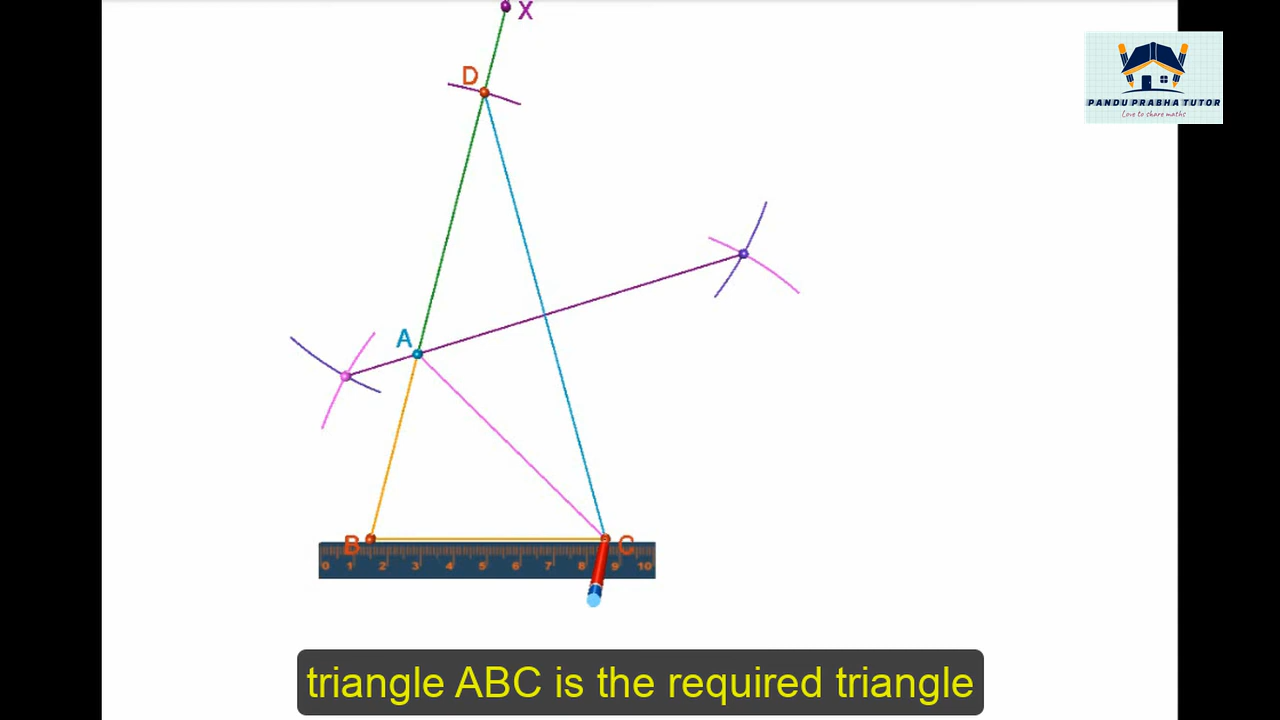 X
D
PANDU PRABHA TUTOR
Love to share maths
A
B
C
0 1 2 3 4 5 6 7 8 9 10
triangle ABC is the required triangle